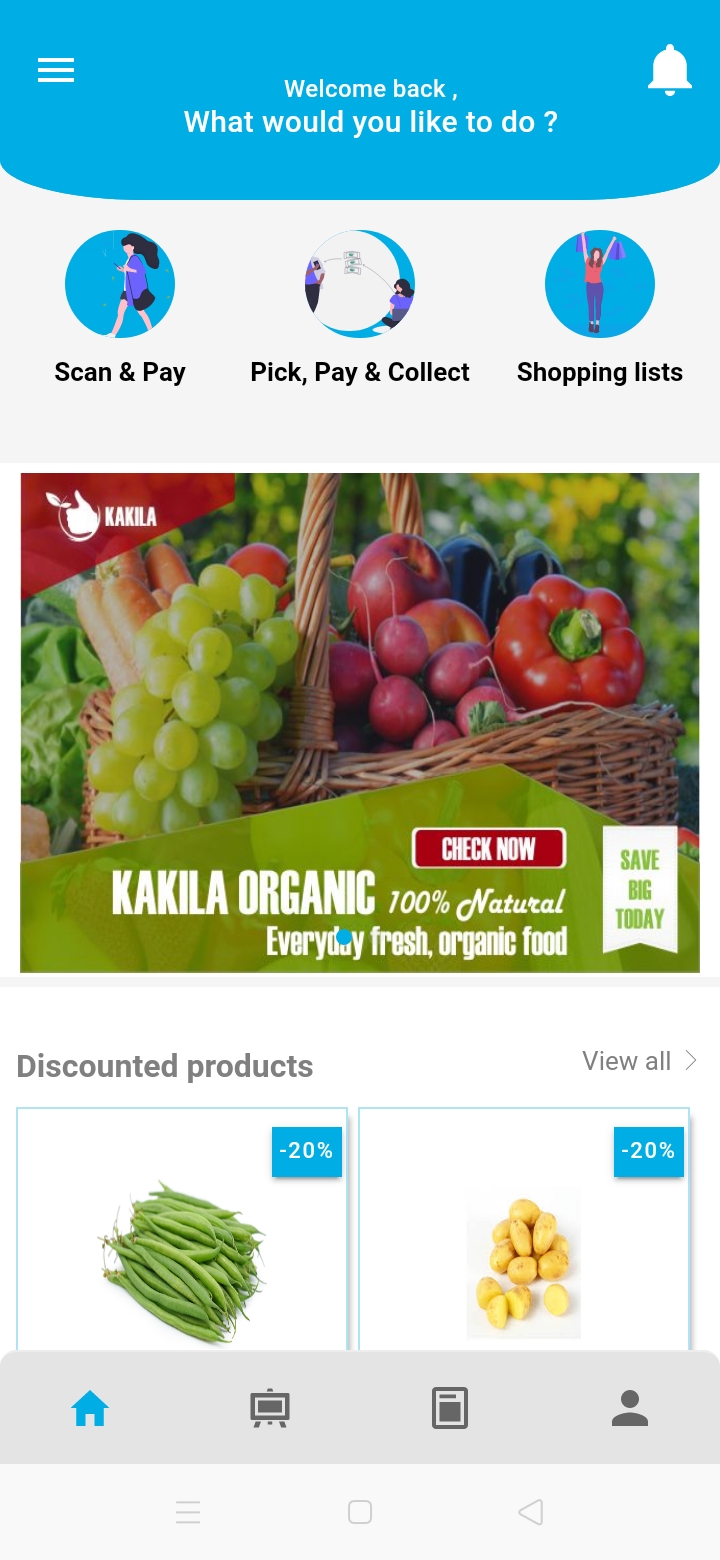 Welcome back ,
What would you like to do ?
Scan & Pay
Pick, Pay & Collect
Shopping lists
KAKILA
CHECK NOW
KAKILA ORGANIC 100% Natural
Everyday fresh, organic food
SAVE
BIG
TODAY
Discounted products
View all
-20%
-20%